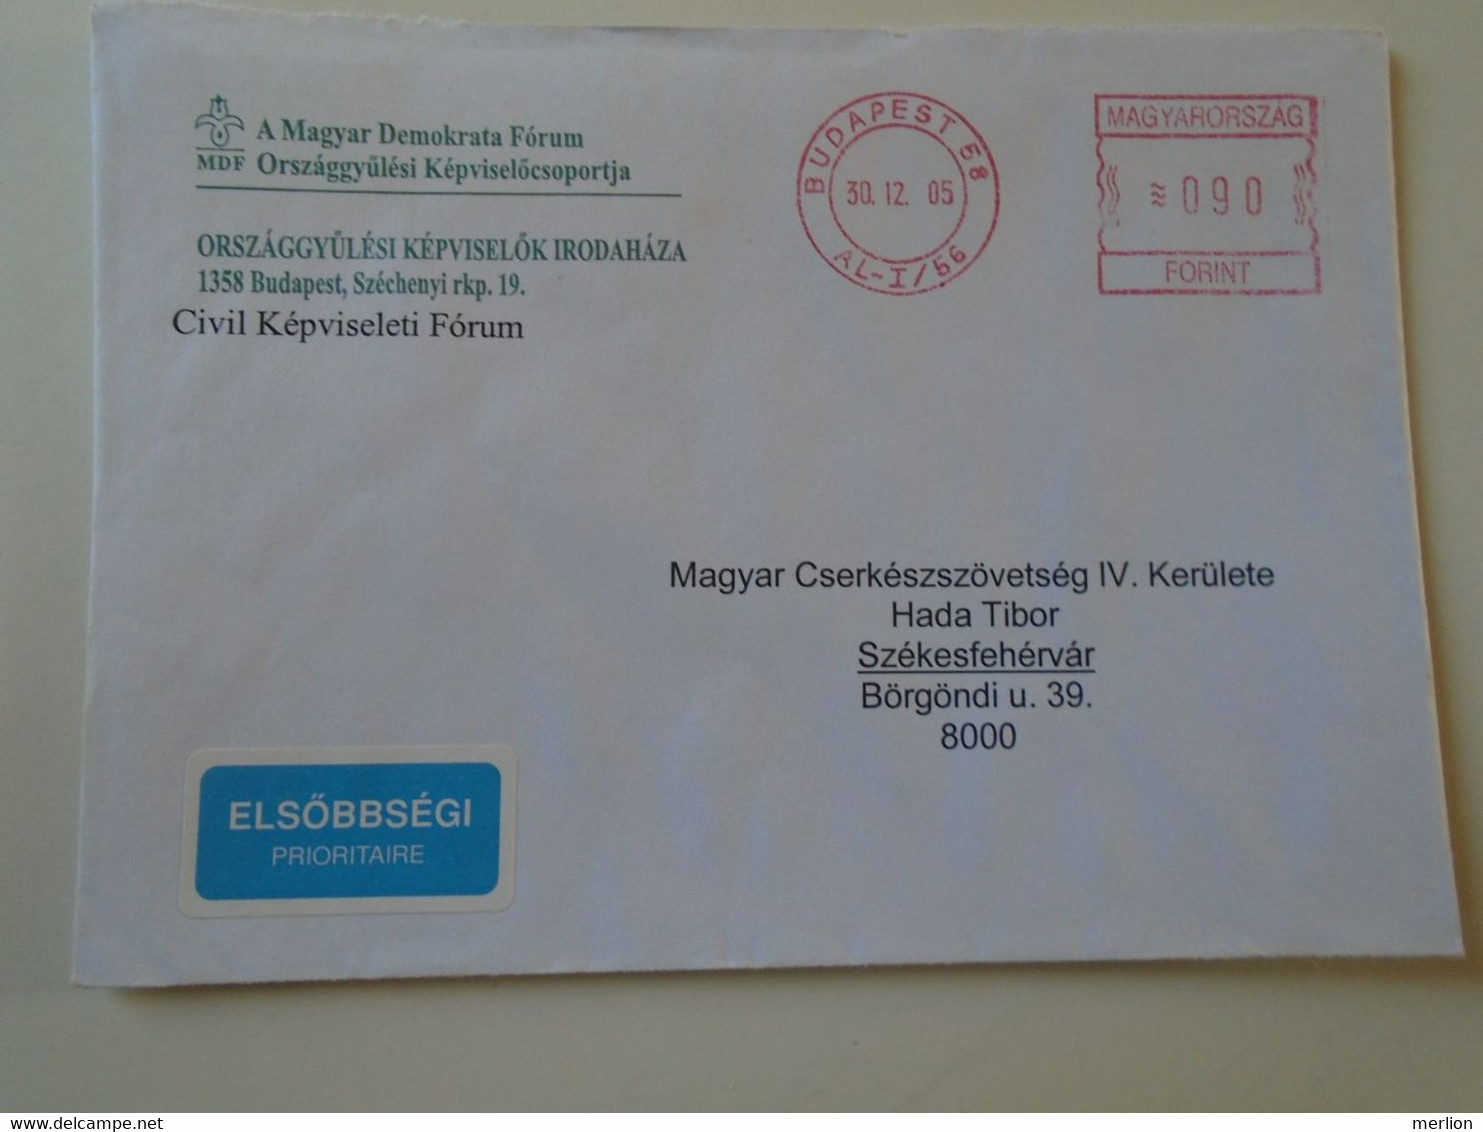 A Magyar Demokrata Fórum
MDF Országgyűlési Képviselőcsoportja
ORSZÁGGYŰLÉSI KÉPVISELŐK IRODAHÁZA
1358 Budapest, Széchenyi rkp. 19.
Civil Képviseleti Fórum
BUDAPEST 58
30. 12. 05
AL-I/56
MAGYARORSZÁG
≈090
FORINT
Magyar Cserkészszövetség IV. Kerülete
Hada Tibor
Székesfehérvár
Börgöndi u. 39.
8000
ELSŐBBSÉGI
PRIORITAIRE
delcampe.net
merlion